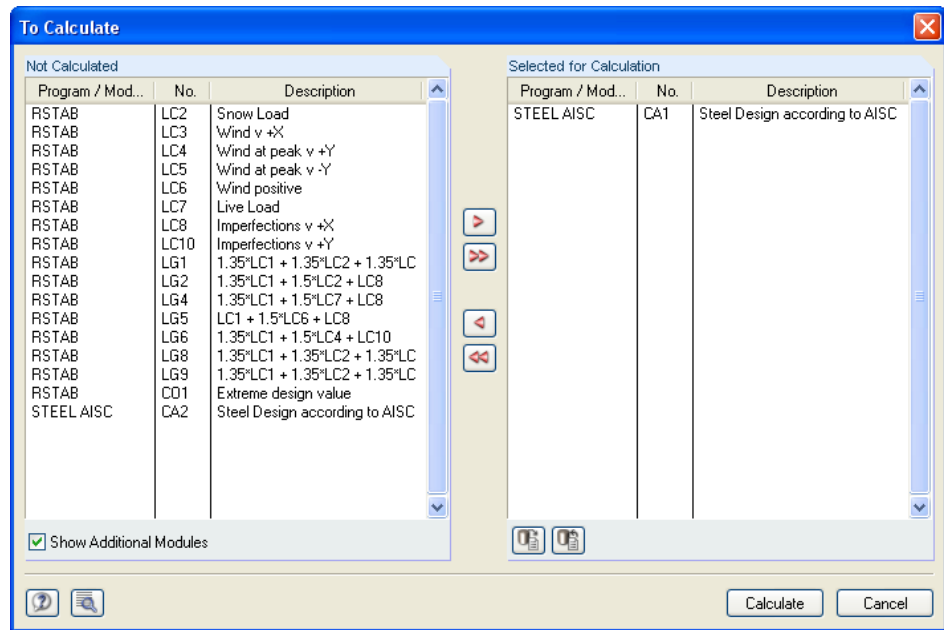 To Calculate
Not Calculated
Program / Mod... No. Description
RSTAB LC2 Snow Load
RSTAB LC3 Wind v +X
RSTAB LC4 Wind at peak v +Y
RSTAB LC5 Wind at peak v -Y
RSTAB LC6 Wind positive
RSTAB LC7 Live Load
RSTAB LC8 Imperfections v +X
RSTAB LC10 Imperfections v +Y
RSTAB LG1 1.35*LC1 + 1.35*LC2 + 1.35*LC
RSTAB LG2 1.35*LC1 + 1.5*LC2 + LC8
RSTAB LG4 1.35*LC1 + 1.5*LC7 + LC8
RSTAB LG5 LC1 + 1.5*LC6 + LC8
RSTAB LG6 1.35*LC1 + 1.5*LC4 + LC10
RSTAB LG8 1.35*LC1 + 1.35*LC2 + 1.35*LC
RSTAB LG9 1.35*LC1 + 1.35*LC2 + 1.35*LC
RSTAB CO1 Extreme design value
STEEL AISC CA2 Steel Design according to AISC
Show Additional Modules
Selected for Calculation
Program / Mod... No. Description
STEEL AISC CA1 Steel Design according to AISC
Calculate Cancel